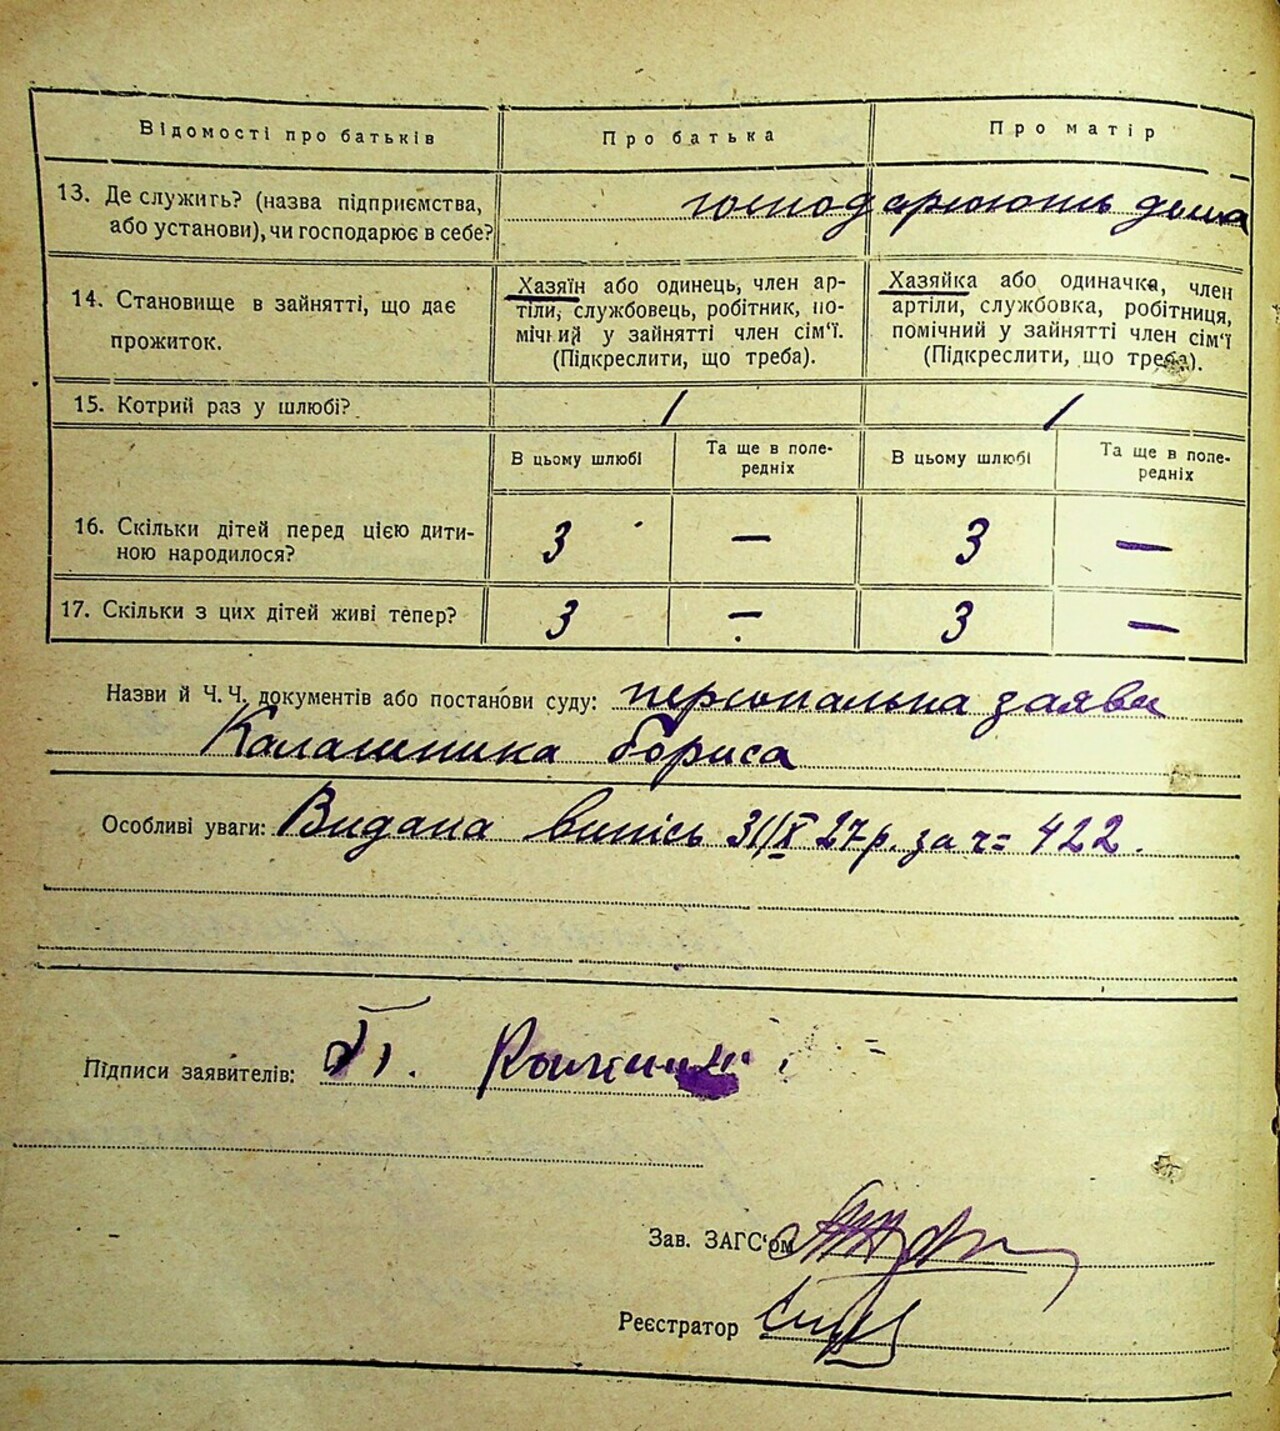 Відомості про батьків Про батька Про матір
13. Де служить? (назва підприємства,
або установи), чи господарює в себе?
господарюють дома
14. Становище в зайнятті, що дає
прожиток.
Хазяїн або одинець, член ар-
тіли, службовець, робітник, по-
мічний у зайнятті член сім'ї.
(Підкреслити, що треба).
Хазяйка або одиначка, член
артіли, службовка, робітниця,
помічний у зайнятті член сім'ї
(Підкреслити, що треба).
15. Котрий раз у шлюбі? 1 1
В цьому шлюбі
Та ще в попе-
редніх
В цьому шлюбі
Та ще в попе-
редніх
16. Скільки дітей перед цією дити-
ною народилося?
3 — 3 —
17. Скільки з цих дітей живі тепер? 3 — 3 —
Назви й Ч. Ч. документів або постанови суду: персональна заява
Калашника Бориса
Особливі уваги: Видана випісь 31/X 27 р. за ч= 422.
Підписи заявителів:
Зав. ЗАГС'ом
Реєстратор